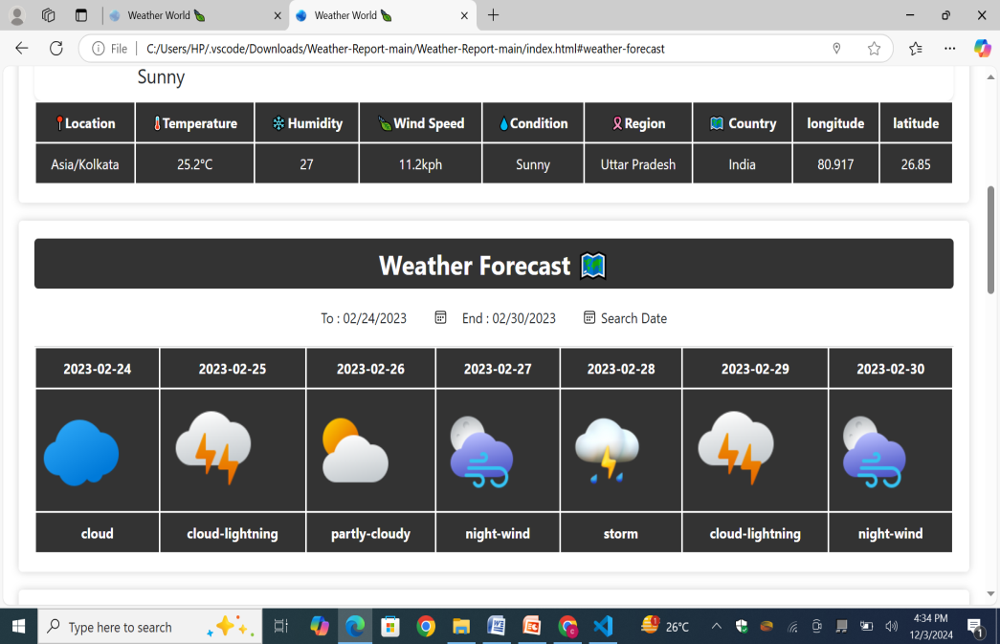 Weather World
Weather World
File
C:/Users/HP/.vscode/Downloads/Weather-Report-main/Weather-Report-main/index.html#weather-forecast
Sunny
Location Temperature Humidity Wind Speed Condition Region Country longitude latitude
Asia/Kolkata 25.2°C 27 11.2kph Sunny Uttar Pradesh India 80.917 26.85
Weather Forecast
To : 02/24/2023 End : 02/30/2023 Search Date
2023-02-24 2023-02-25 2023-02-26 2023-02-27 2023-02-28 2023-02-29 2023-02-30
cloud cloud-lightning partly-cloudy night-wind storm cloud-lightning night-wind
Type here to search
26°C
4:34 PM
12/3/2024
1